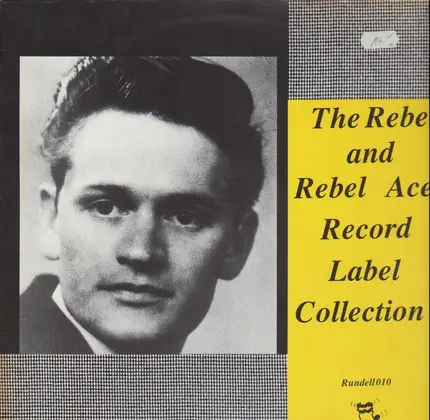 The Rebe
and
Rebel Ace
Record
Label
Collection
Rundell010